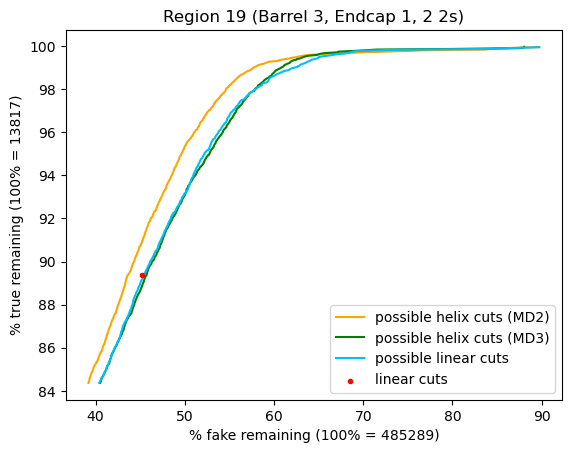 Region 19 (Barrel 3, Endcap 1, 2 2s)
% true remaining (100% = 13817)
100
98
96
94
92
90
88
86
84
possible helix cuts (MD2)
possible helix cuts (MD3)
possible linear cuts
linear cuts
40 50 60 70 80 90
% fake remaining (100% = 485289)